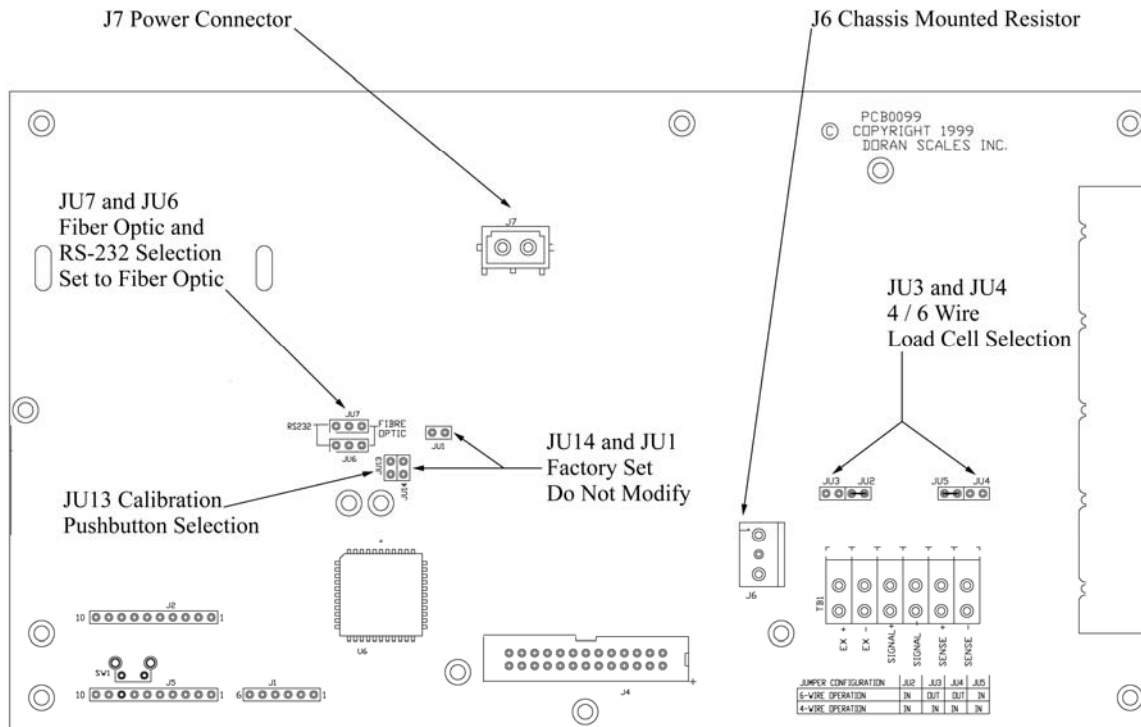 J7 Power Connector
J6 Chassis Mounted Resistor
PCB0099
© COPYRIGHT 1999
DORAN SCALES INC.
JU7 and JU6
Fiber Optic and
RS-232 Selection
Set to Fiber Optic
J7
JU3 and JU4
4 / 6 Wire
Load Cell Selection
JU7
RS232
FIBRE
OPTIC
JU6
JU1
JU13
JU14
JU14 and JU1
Factory Set
Do Not Modify
JU13 Calibration
Pushbutton Selection
JU3 JU2
JU5 JU4
J6
TB1
EX +
EX -
SIGNAL+
SIGNAL-
SENSE +
SENSE -
J2
10 1
U6
SW1
J5
10 1
J1
6 1
J4
+
JUMPER CONFIGURATION JU2 JU3 JU4 JU5
6-WIRE OPERATION IN OUT OUT IN
4-WIRE OPERATION IN IN IN IN